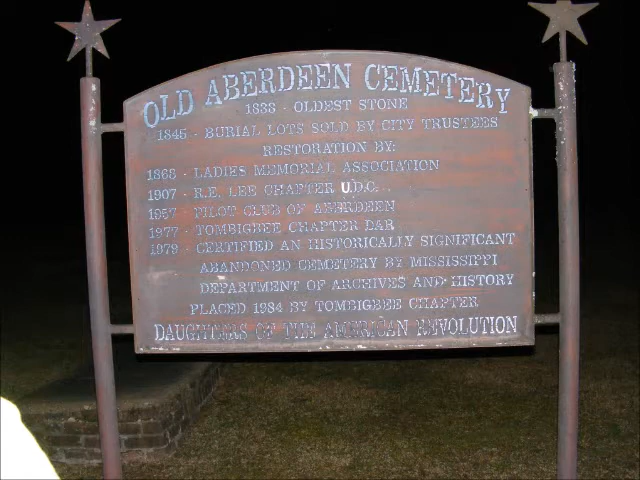 OLD ABERDEEN CEMETERY
1838 - OLDEST STONE
1845 - BURIAL LOTS SOLD BY CITY TRUSTEES
RESTORATION BY:
1868 - LADIES MEMORIAL ASSOCIATION
1907 - R.E. LEE CHAPTER U.D.C.
1957 - PILOT CLUB OF ABERDEEN
1977 - TOMBIGBEE CHAPTER DAR
1979 - CERTIFIED AN HISTORICALLY SIGNIFICANT
ABANDONED CEMETERY BY MISSISSIPPI
DEPARTMENT OF ARCHIVES AND HISTORY
PLACED 1984 BY TOMBIGBEE CHAPTER
DAUGHTERS OF THE AMERICAN REVOLUTION